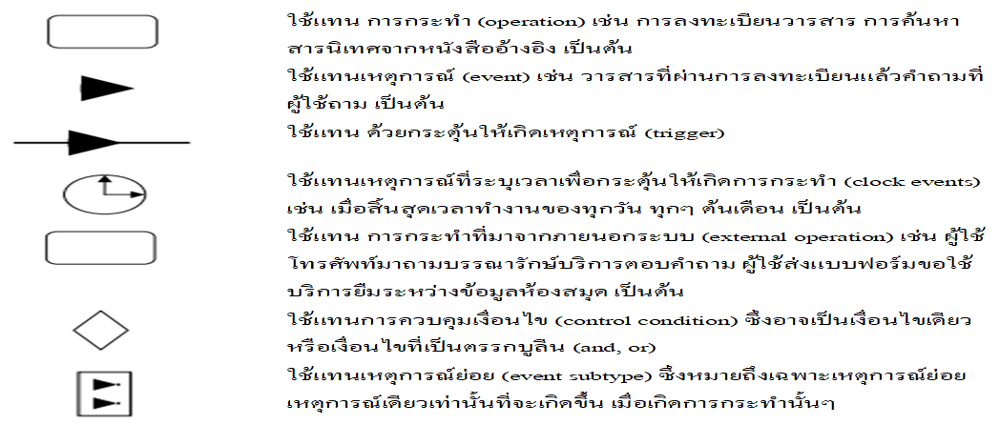 ใช้แทน การกระทำ (operation) เช่น การลงทะเบียนวารสาร การค้นหา
สารนิเทศจากหนังสืออ้างอิง เป็นต้น
ใช้แทนเหตุการณ์ (event) เช่น วารสารที่ผ่านการลงทะเบียนแล้วคำถามที่
ผู้ใช้ถาม เป็นต้น
ใช้แทน ด้วยกระตุ้นให้เกิดเหตุการณ์ (trigger)
ใช้แทนเหตุการณ์ที่ระบุเวลาเพื่อกระตุ้นให้เกิดการกระทำ (clock events)
เช่น เมื่อสิ้นสุดเวลาทำงานของทุกวัน ทุกๆ ต้นเดือน เป็นต้น
ใช้แทน การกระทำที่มาจากภายนอกระบบ (external operation) เช่น ผู้ใช้
โทรศัพท์มาถามบรรณารักษ์บริการตอบคำถาม ผู้ใช้ส่งแบบฟอร์มขอใช้
บริการยืมระหว่างข้อมูลห้องสมุด เป็นต้น
ใช้แทนการควบคุมเงื่อนไข (control condition) ซึ่งอาจเป็นเงื่อนไขเดียว
หรือเงื่อนไขที่เป็นตรรกบูลีน (and, or)
ใช้แทนเหตุการณ์ย่อย (event subtype) ซึ่งหมายถึงเฉพาะเหตุการณ์ย่อย
เหตุการณ์เดียวเท่านั้นที่จะเกิดขึ้น เมื่อเกิดการกระทำนั้นๆ